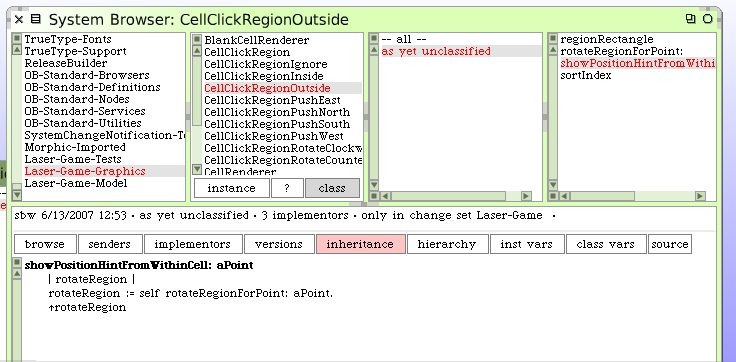 System Browser: CellClickRegionOutside
TrueType-Fonts
TrueType-Support
ReleaseBuilder
OB-Standard-Browsers
OB-Standard-Definitions
OB-Standard-Nodes
OB-Standard-Services
OB-Standard-Utilities
SystemChangeNotification-Te
Morphic-Imported
Laser-Game-Tests
Laser-Game-Graphics
Laser-Game-Model
BlankCellRenderer
CellClickRegion
CellClickRegionIgnore
CellClickRegionInside
CellClickRegionOutside
CellClickRegionPushEast
CellClickRegionPushNorth
CellClickRegionPushSouth
CellClickRegionPushWest
CellClickRegionRotateClockw
CellClickRegionRotateCounte
CellRenderer
instance ? class
-- all --
as yet unclassified
regionRectangle
rotateRegionForPoint:
showPositionHintFromWithi
sortIndex
sbw 6/13/2007 12:53 · as yet unclassified · 3 implementors · only in change set Laser-Game ·
browse senders implementors versions inheritance hierarchy inst vars class vars source
showPositionHintFromWithinCell: aPoint
| rotateRegion |
rotateRegion := self rotateRegionForPoint: aPoint.
↑rotateRegion